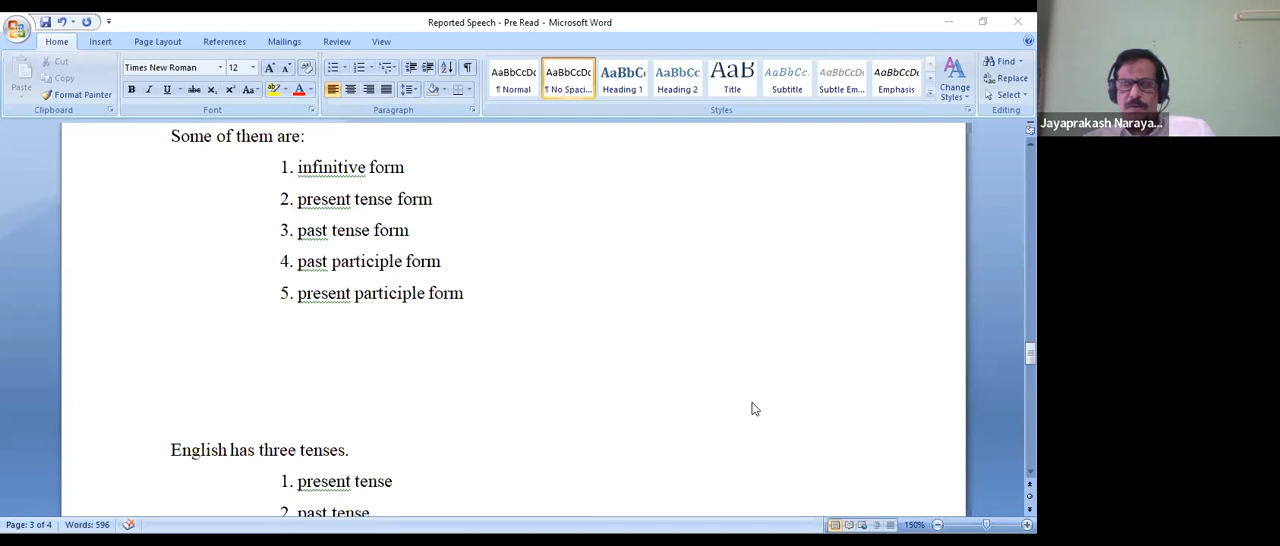 Reported Speech - Pre Read - Microsoft Word
Home Insert Page Layout References Mailings Review View
Cut
Copy
Paste
Format Painter
Clipboard
Times New Roman 12
Font
Paragraph
AaBbCcDc AaBbCcDc AaBbC AaBbCc AaB AaBbCcI AaBbCcDc AaBbCcDc
¶ Normal ¶ No Spaci... Heading 1 Heading 2 Title Subtitle Subtle Em... Emphasis
Styles
Change
Styles
Find
Replace
Select
Editing
Jayaprakash Naraya...
Some of them are:
1. infinitive form
2. present tense form
3. past tense form
4. past participle form
5. present participle form
English has three tenses.
1. present tense
2. past tense
Page: 3 of 4 Words: 596
150%